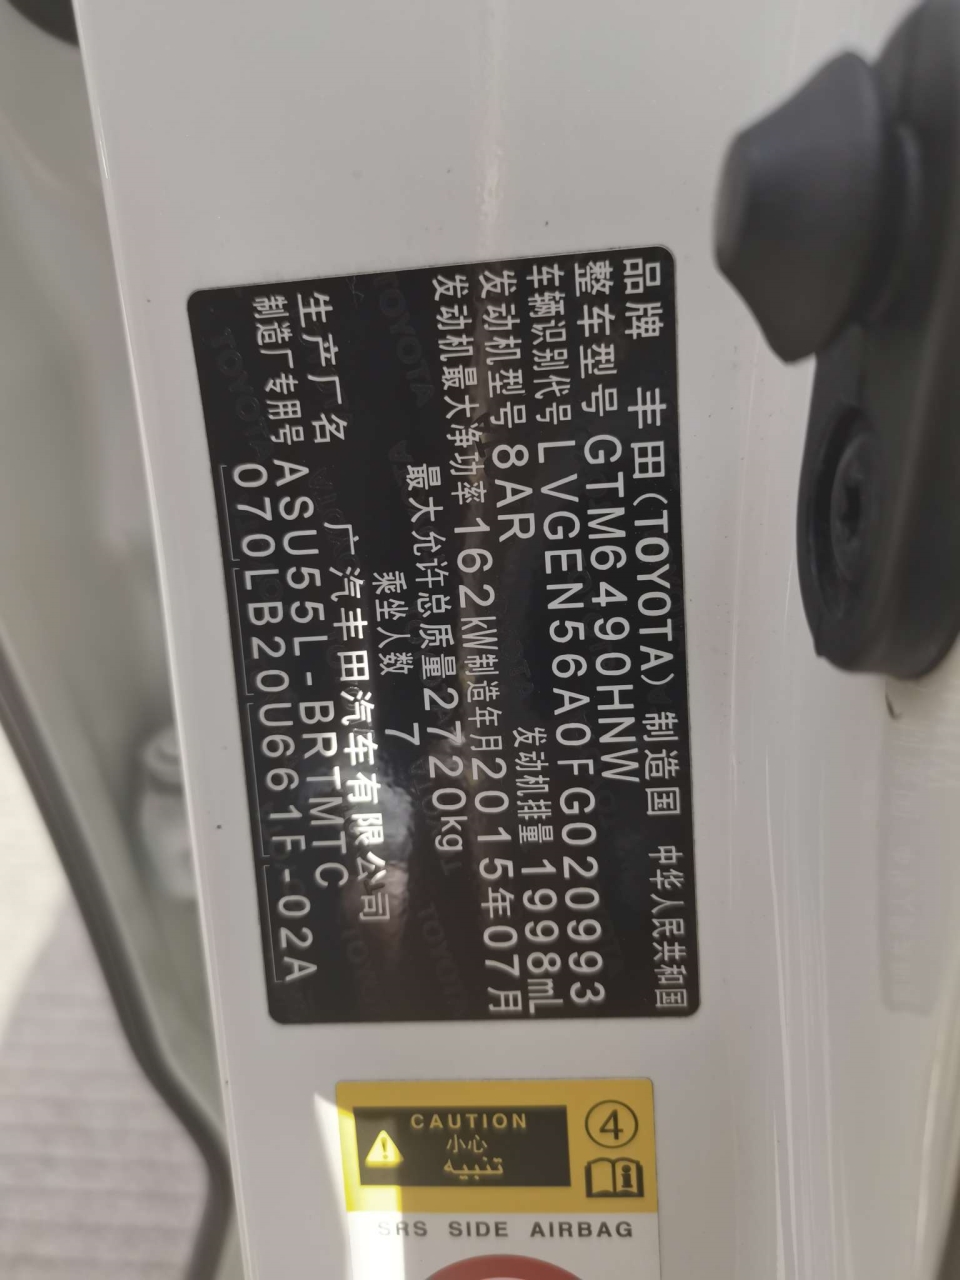 品牌 丰田(TOYOTA) 制造国 中华人民共和国
整车型号 GTM6490HNW
车辆识别代号 LVGEN56A0FG020993
发动机型号 8AR 发动机排量 1998mL
发动机最大净功率 162kW 制造年月 2015年07月
最大允许总质量 2720kg
乘坐人数 7
生产厂名 广汽丰田汽车有限公司
制造厂专用号 ASU55L-BRTMTC
070LB20U661F-02A
CAUTION
小心
تنبيه
4
SRS SIDE AIRBAG